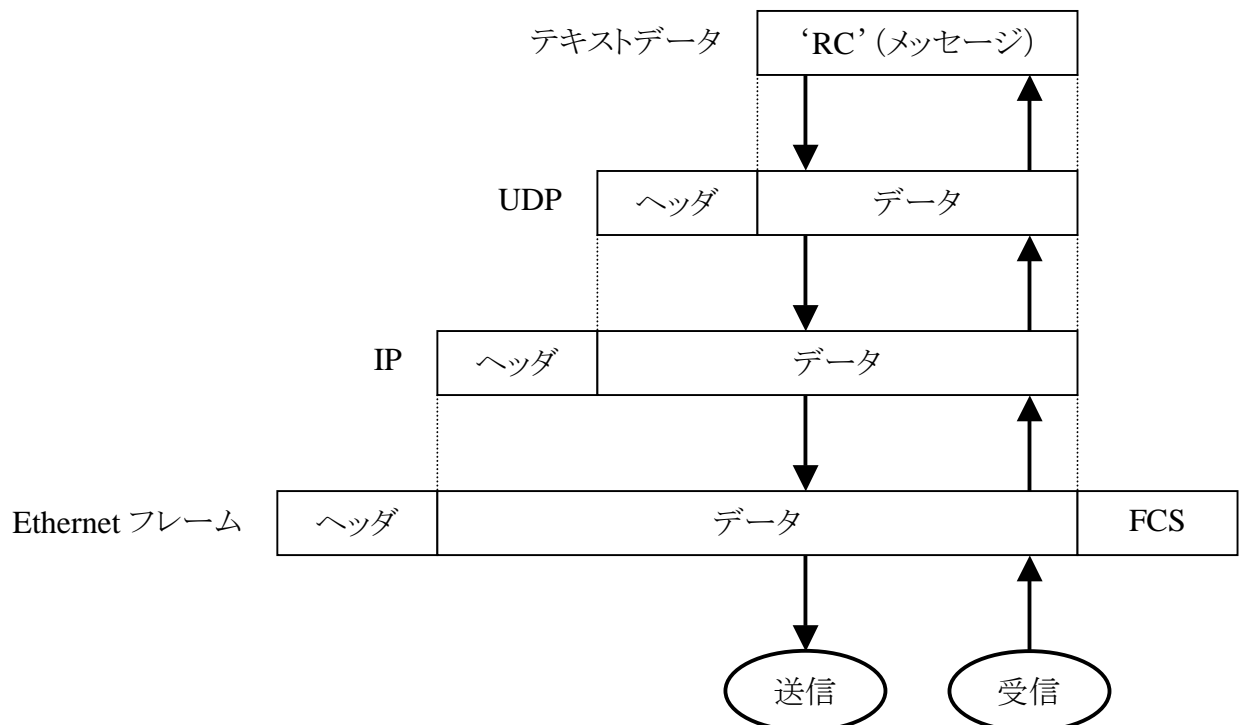 テキストデータ ‘RC’(メッセージ)
UDP ヘッダ データ
IP ヘッダ データ
Ethernet フレーム ヘッダ データ FCS
送信 受信